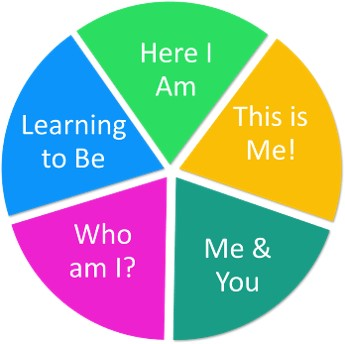 Here I
Am
This is
Me!
Me &
You
Who
am I?
Learning
to Be